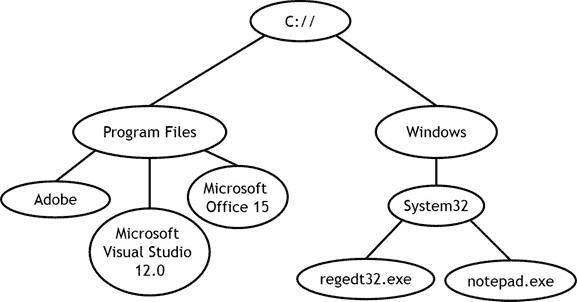 C://
Program Files
Windows
Adobe
Microsoft
Visual Studio
12.0
Microsoft
Office 15
System32
regedt32.exe
notepad.exe